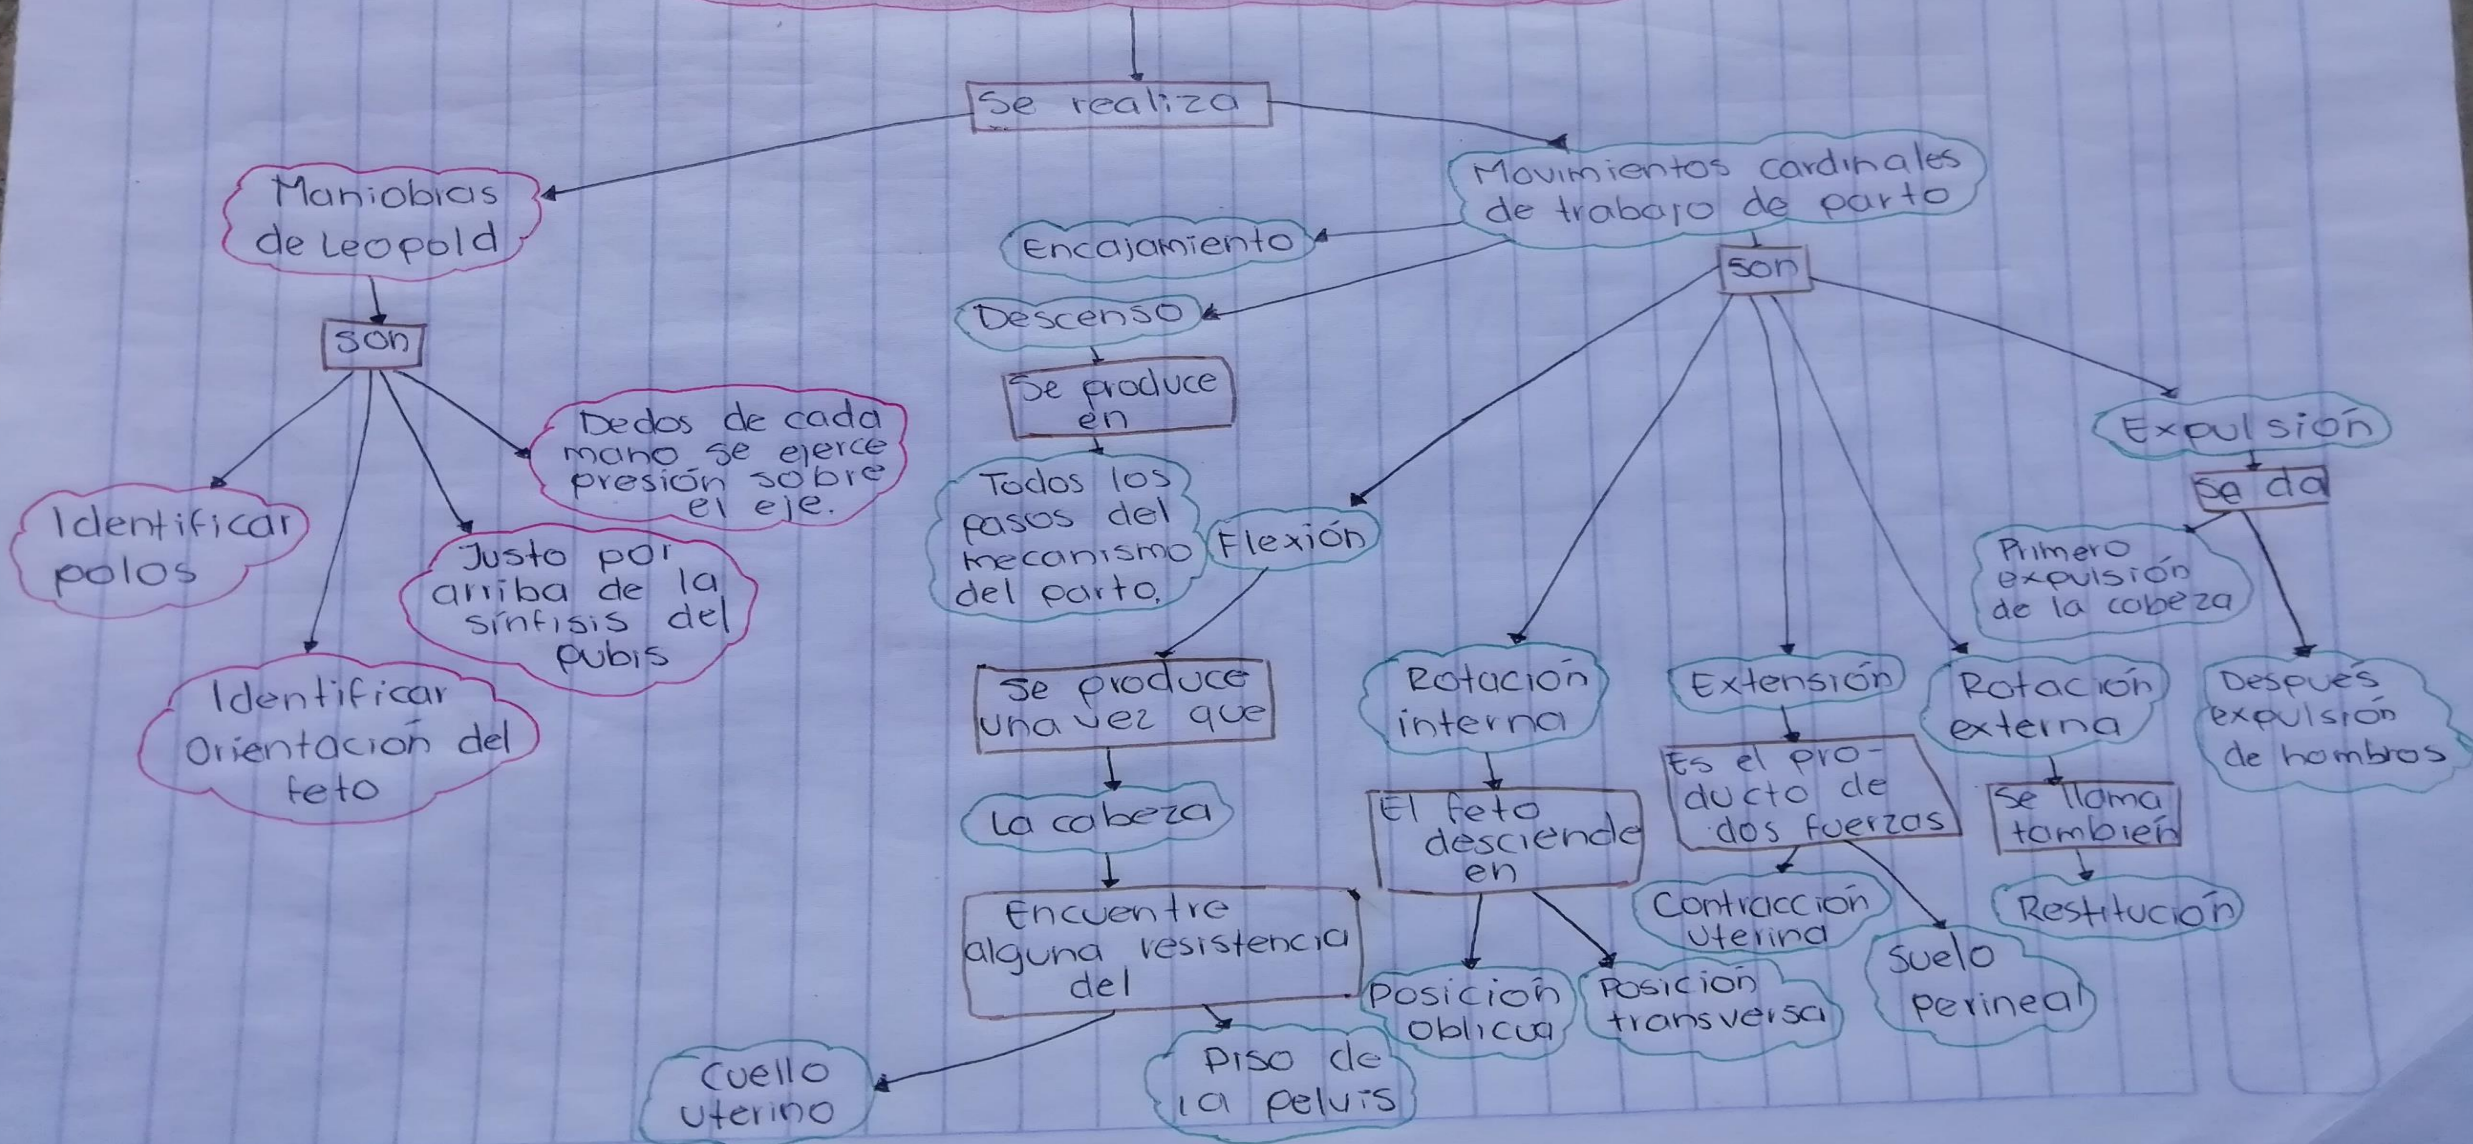 Se realiza
Maniobras
de Leopold
son
Identificar
polos
Identificar
Orientación del
feto
Justo por
arriba de la
sínfisis del
pubis
Dedos de cada
mano se ejerce
presión sobre
el eje.
Movimientos cardinales
de trabajo de parto
Encajamiento
Descenso
Se produce
en
Todos los
pasos del
mecanismo
del parto.
son
Flexión
Se produce
una vez que
La cabeza
Encuentre
alguna resistencia
del
Cuello
uterino
Piso de
la pelvis
Rotación
interna
El feto
desciende
en
Posición
oblicua
Posición
transversa
Extensión
Es el pro-
ducto de
dos fuerzas
Contracción
uterina
Suelo
perineal
Rotación
externa
Se llama
también
Restitución
Expulsión
Se da
Primero
expulsión
de la cabeza
Después
expulsión
de hombros